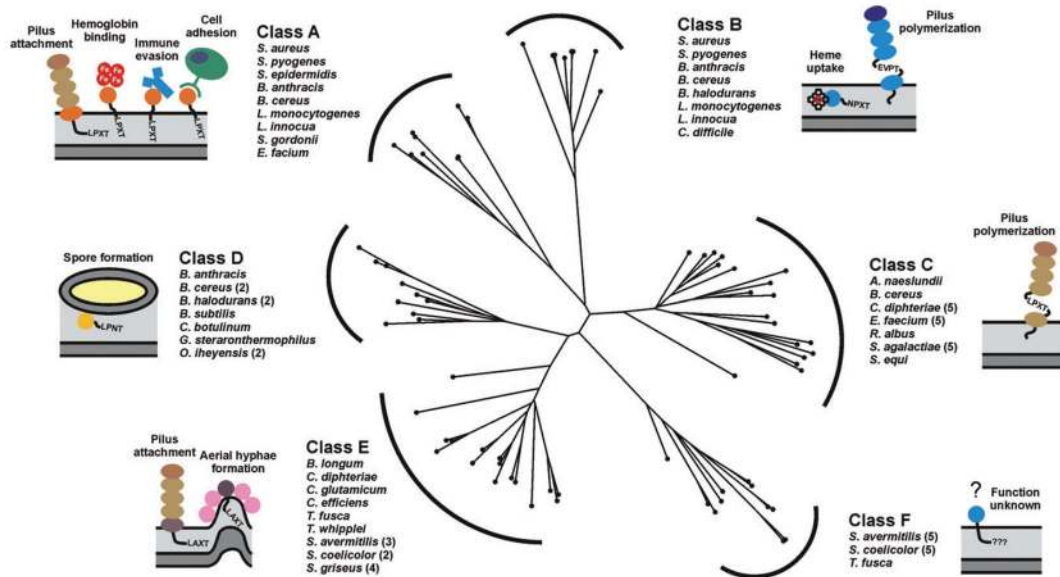 Class A
Pilus
attachment
Hemoglobin
binding
Immune
evasion
Cell
adhesion
LPXT
LPXT
LPXT
LPXT
S. aureus
S. pyogenes
S. epidermidis
B. anthracis
B. cereus
L. monocytogenes
L. innocua
S. gordonii
E. facium
Class B
S. aureus
S. pyogenes
B. anthracis
B. cereus
B. halodurans
L. monocytogenes
L. innocua
C. difficile
Heme
uptake
NPXT
Pilus
polymerization
EVPT
Class D
Spore formation
LPNT
B. anthracis
B. cereus (2)
B. halodurans (2)
B. subtilis
C. botulinum
G. steraronthermophilus
O. iheyensis (2)
Class C
A. naeslundii
B. cereus
C. diphteriae (5)
E. faecium (5)
R. albus
S. agalactiae (5)
S. equi
Pilus
polymerization
LPXT
Class E
Pilus
attachment
Aerial hyphae
formation
LAXT
LAXT
B. longum
C. diphteriae
C. glutamicum
C. efficiens
T. fusca
T. whipplei
S. avermitilis (3)
S. coelicolor (2)
S. griseus (4)
Class F
S. avermitilis (5)
S. coelicolor (5)
T. fusca
?
Function
unknown
???